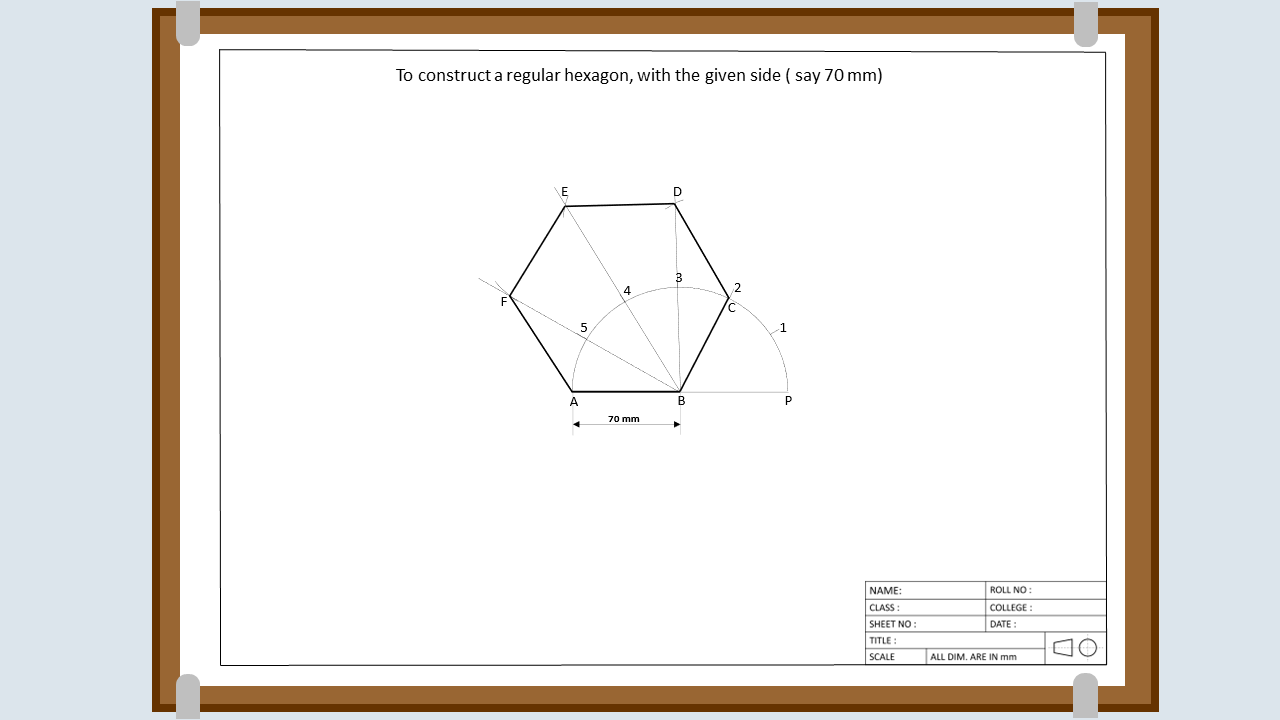 To construct a regular hexagon, with the given side ( say 70 mm)
E
D
3
4
2
F
C
5
1
A
B
P
70 mm
NAME:
ROLL NO :
CLASS :
COLLEGE :
SHEET NO :
DATE :
TITLE :
SCALE
ALL DIM. ARE IN mm